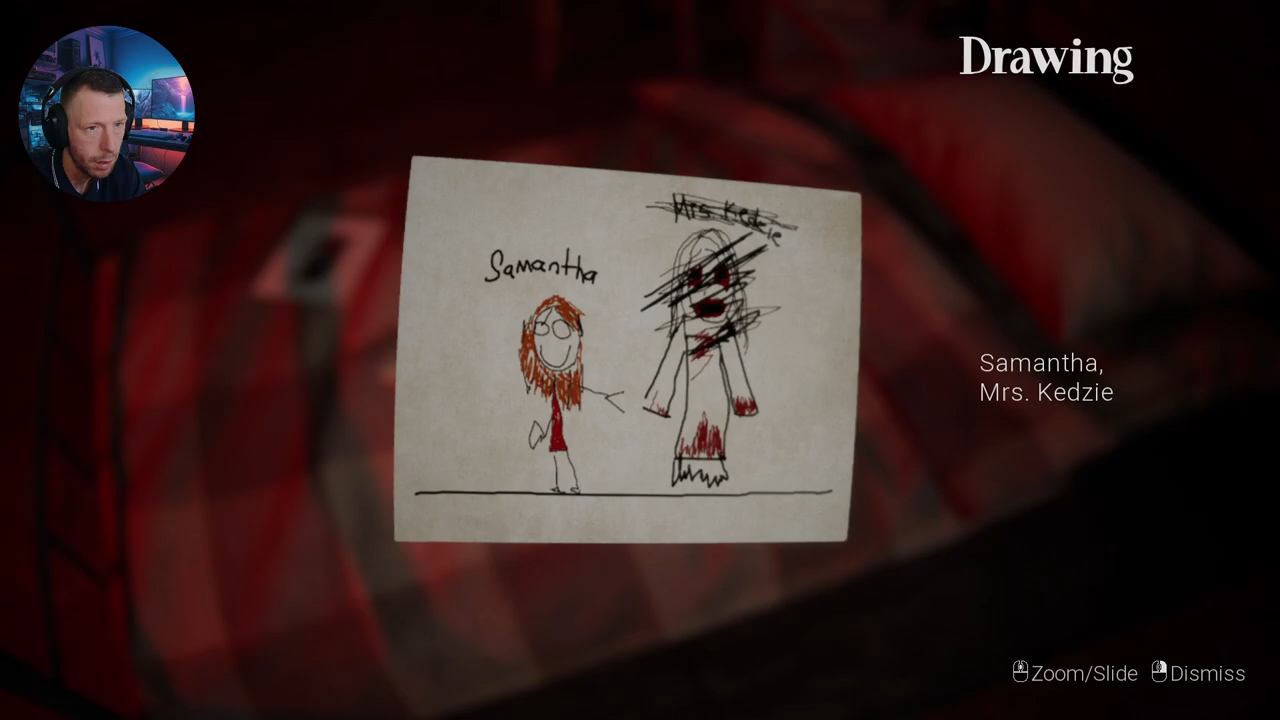 Drawing
Mrs. Kedzie
Samantha
Samantha,
Mrs. Kedzie
Zoom/Slide Dismiss